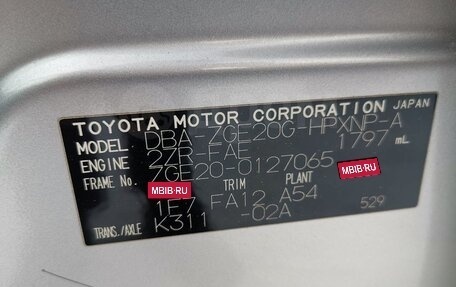 TOYOTA MOTOR CORPORATION JAPAN
MODEL DBA-ZGE20G-HPXNP-A
ENGINE 2ZR-FAE 1797 mL
FRAME No. ZGE20-0127065
MBIB.RU MBIB.RU
TRIM PLANT
1F7 FA12 A54
TRANS./AXLE K311 -02A 529